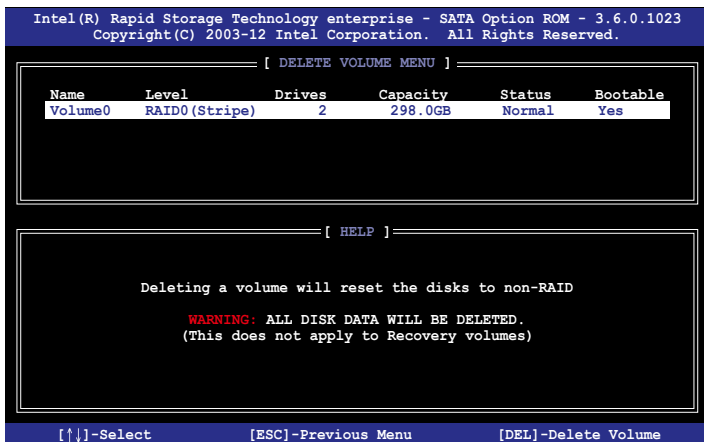 Intel(R) Rapid Storage Technology enterprise - SATA Option ROM - 3.6.0.1023
Copyright(C) 2003-12 Intel Corporation. All Rights Reserved.
[ DELETE VOLUME MENU ]
Name Level Drives Capacity Status Bootable
Volume0 RAID0(Stripe) 2 298.0GB Normal Yes
[ HELP ]
Deleting a volume will reset the disks to non-RAID
WARNING: ALL DISK DATA WILL BE DELETED.
(This does not apply to Recovery volumes)
[↑↓]-Select [ESC]-Previous Menu [DEL]-Delete Volume